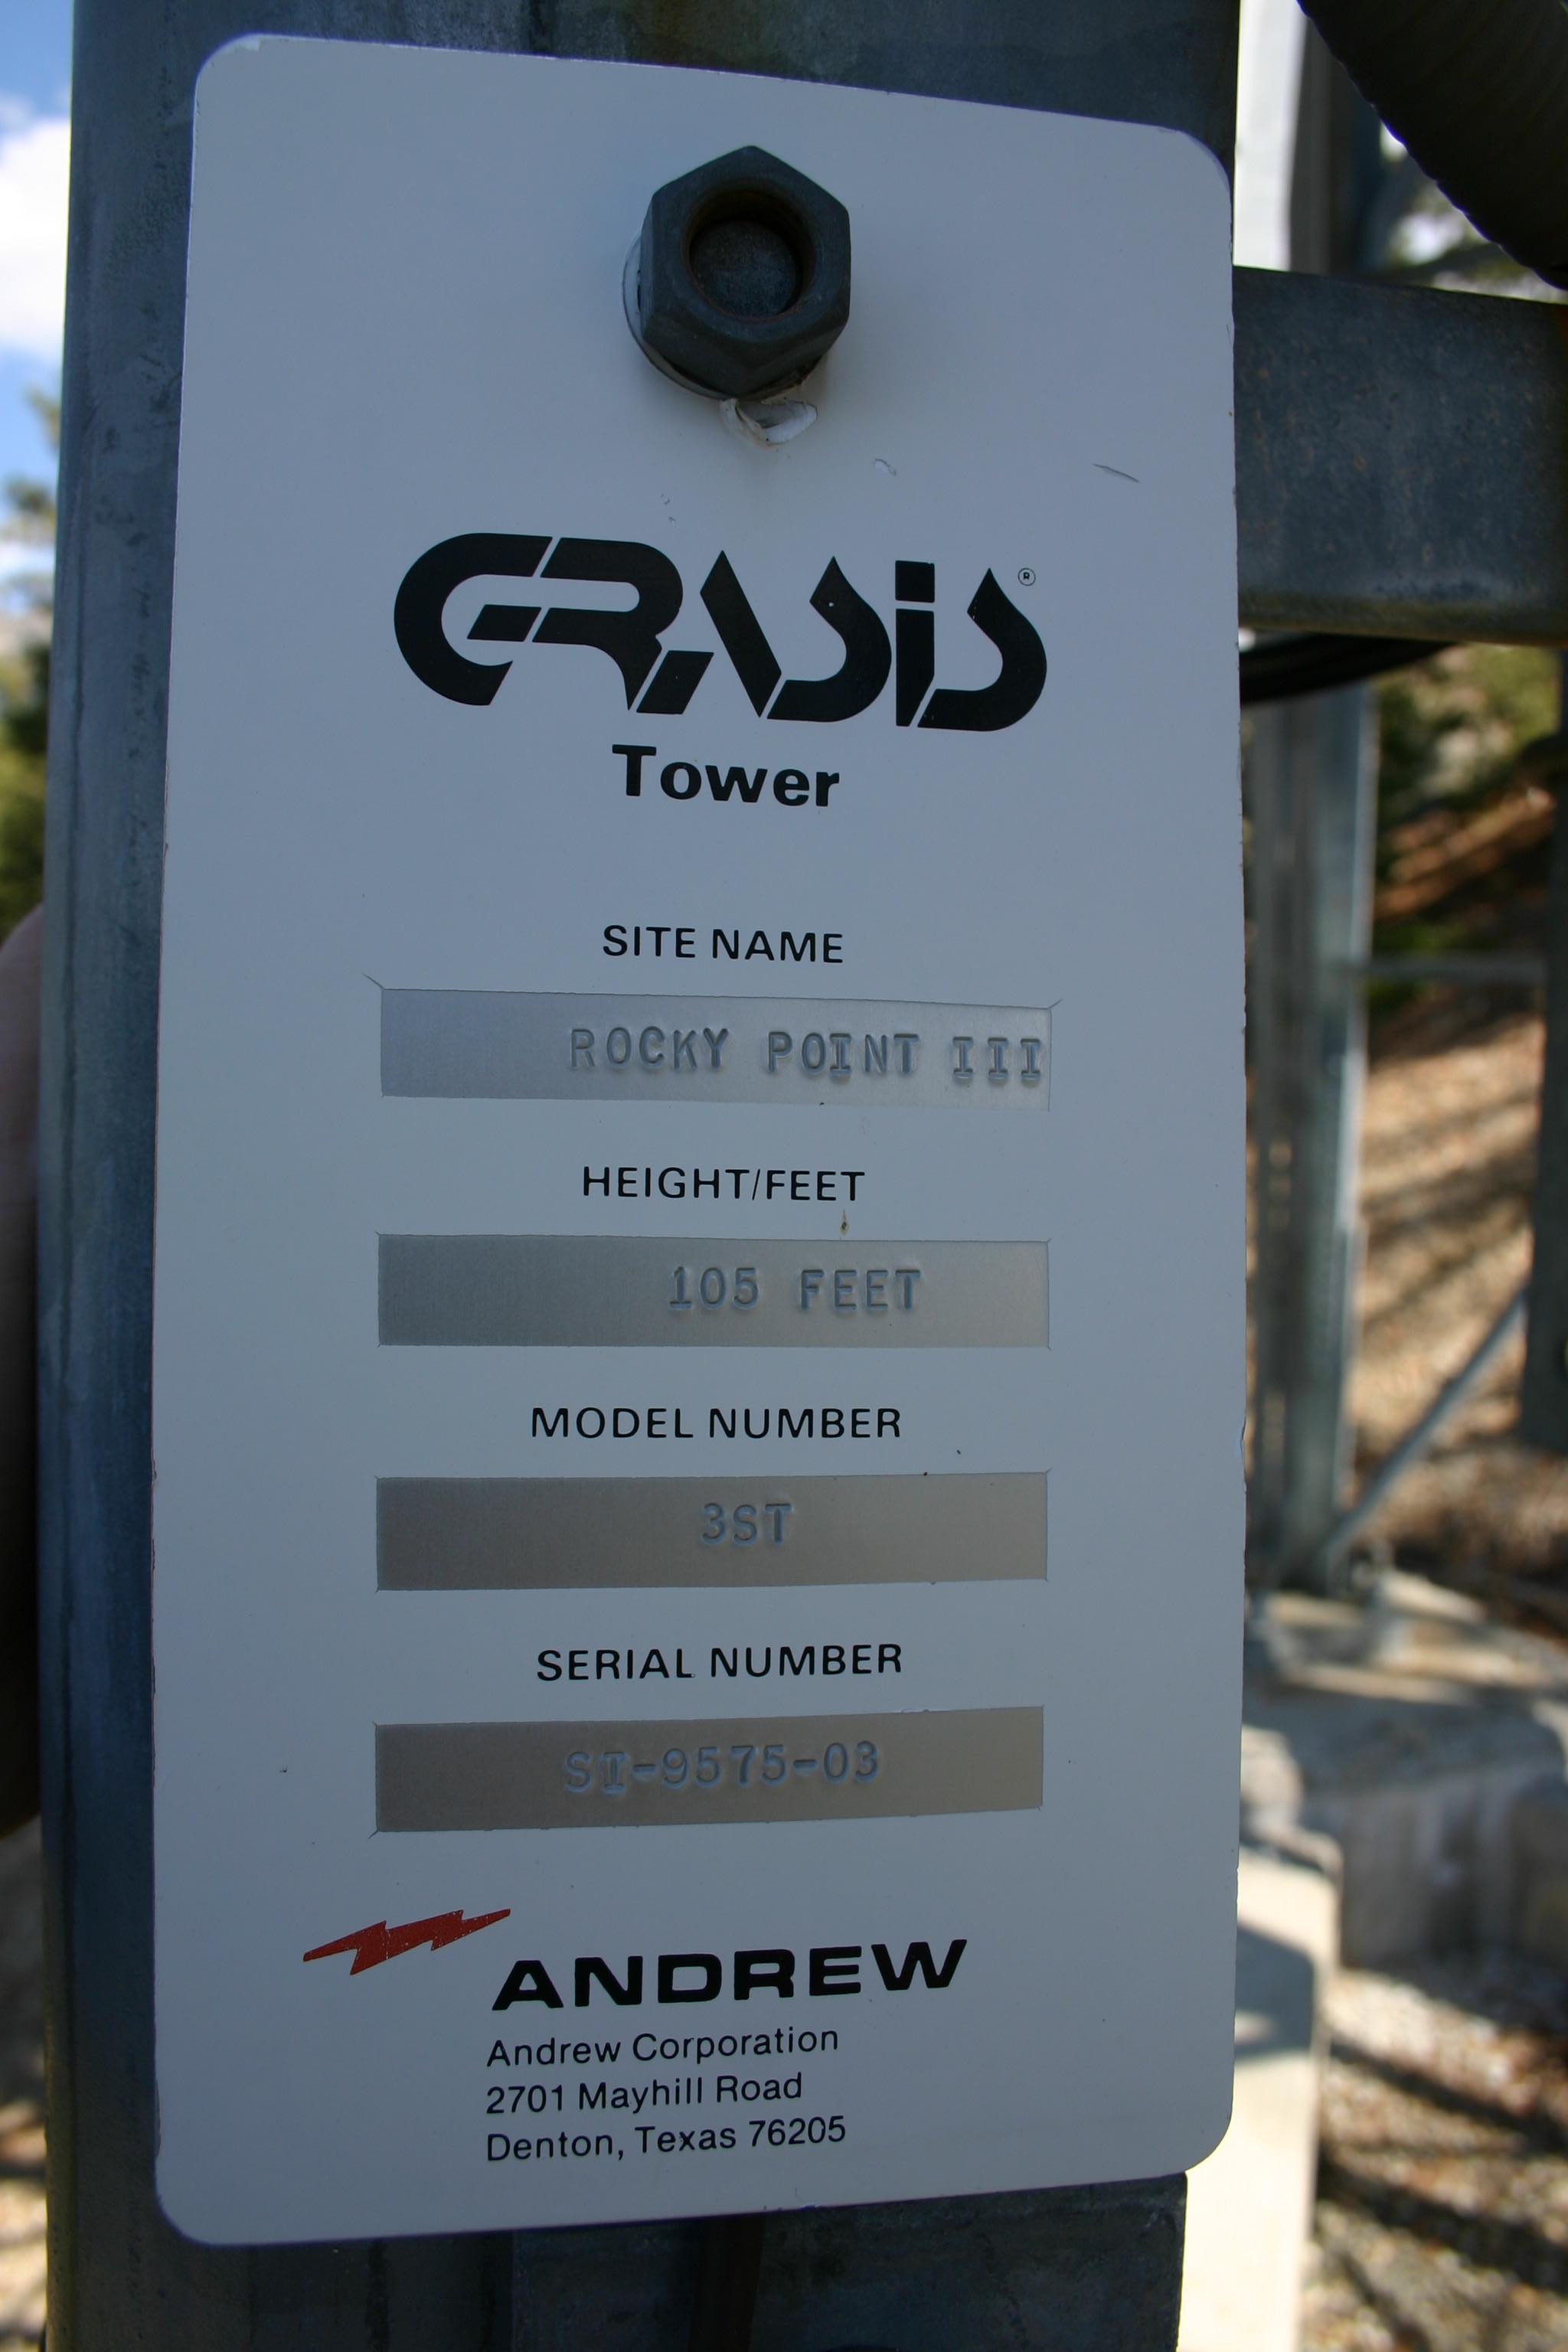 GRASiS®
Tower
SITE NAME
ROCKY POINT III
HEIGHT/FEET
105 FEET
MODEL NUMBER
3ST
SERIAL NUMBER
SI-9575-03
ANDREW
Andrew Corporation
2701 Mayhill Road
Denton, Texas 76205